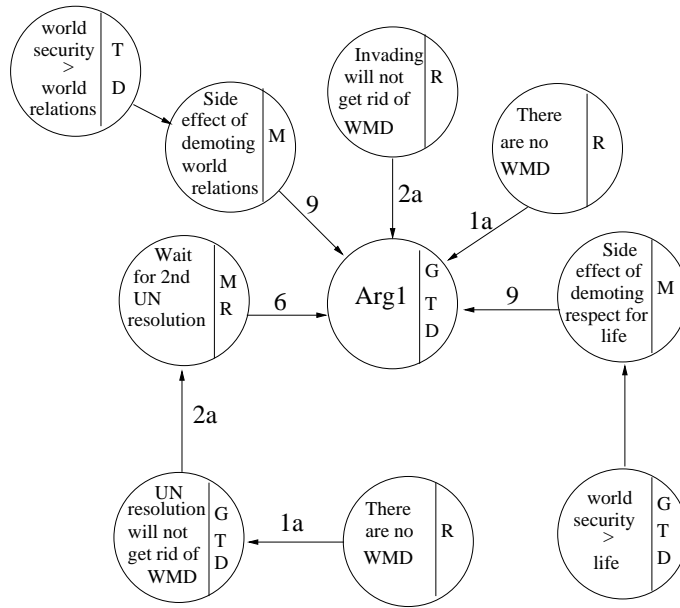 world
security
>
world
relations
T
D
Side
effect of
demoting
world
relations
M
Invading
will not
get rid of
WMD
R
There
are no
WMD
R
9
2a
1a
Wait
for 2nd
UN
resolution
M
R
6
Arg1
G
T
D
9
Side
effect of
demoting
respect for
life
M
2a
UN
resolution
will not
get rid of
WMD
G
T
D
1a
There
are no
WMD
R
world
security
>
life
G
T
D